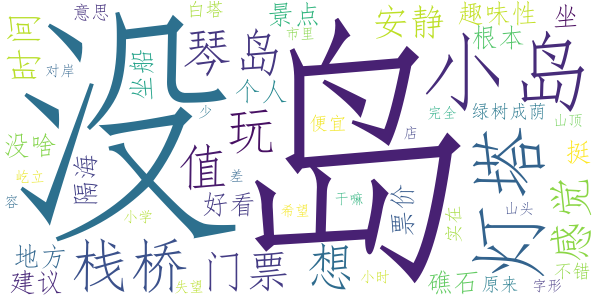 意思
白塔
景点
安静
趣味性
坐
时间
没
坐船
琴岛
市里
根本
小岛
对岸
岛
个人
少
完全
绿树成荫
山顶
没啥
玩
便宜
店
塔
挺
屹立
隔海
值
差
好看
希望
干嘛
票价
实在
山头
灯
感觉
容
小学
地方
栈桥
门票
想
建议
失望
小时
礁石
原来
字形
不错